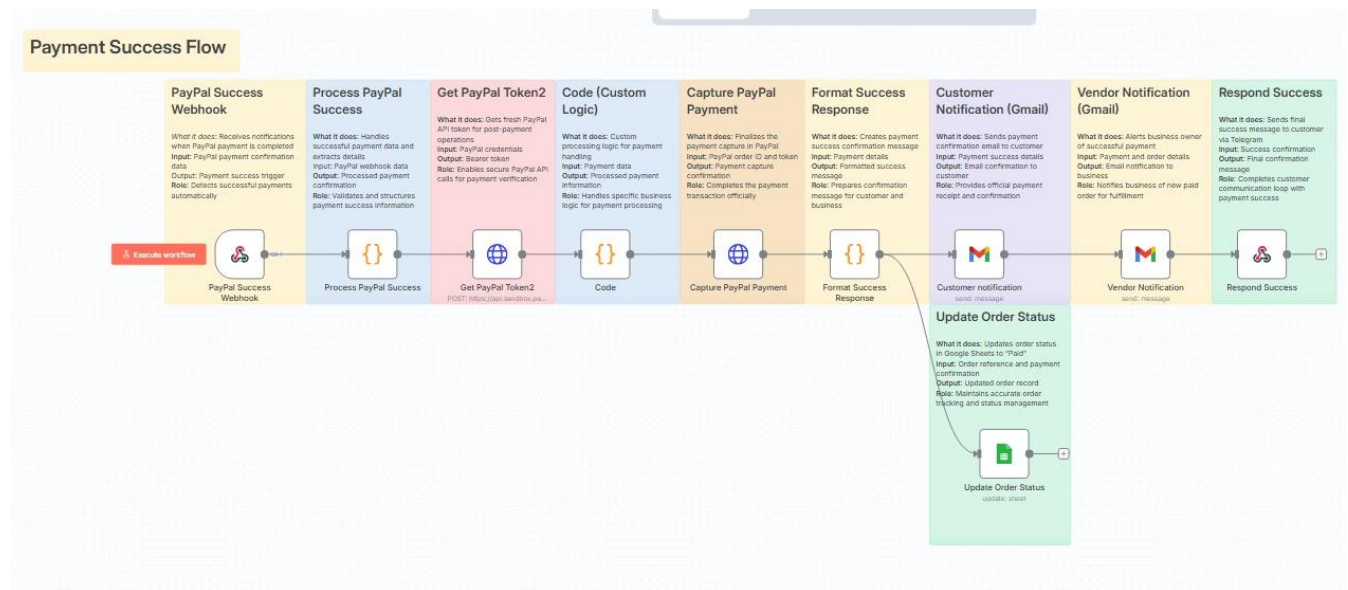 Payment Success Flow
PayPal Success
Webhook
What it does: Receives notifications
when PayPal payment is completed
Input: PayPal payment confirmation
data
Output: Payment success trigger
Role: Detects successful payments
automatically
Process PayPal
Success
What it does: Handles
successful payment data and
extracts details
Input: PayPal webhook data
Output: Processed payment
confirmation
Role: Validates and structures
payment success information
Get PayPal Token2
What it does: Gets fresh PayPal
API token for post-payment
operations
Input: PayPal credentials
Output: Bearer token
Role: Enables secure PayPal API
calls for payment verification
Code (Custom
Logic)
What it does: Custom
processing logic for payment
handling
Input: Payment data
Output: Processed payment
information
Role: Handles specific business
logic for payment processing
Capture PayPal
Payment
What it does: Finalizes the
payment capture in PayPal
Input: PayPal order ID and token
Output: Payment capture
confirmation
Role: Completes the payment
transaction officially
Format Success
Response
What it does: Creates payment
success confirmation message
Input: Payment details
Output: Formatted success
message
Role: Prepares confirmation
message for customer and
business
Customer
Notification (Gmail)
What it does: Sends payment
confirmation email to customer
Input: Payment success details
Output: Email confirmation to
customer
Role: Provides official payment
receipt and confirmation
Vendor Notification
(Gmail)
What it does: Alerts business owner
of successful payment
Input: Payment and order details
Output: Email notification to
business
Role: Notifies business of new paid
order for fulfillment
Respond Success
What it does: Sends final
success message to customer
via Telegram
Input: Success confirmation
Output: Final confirmation
message
Role: Completes customer
communication loop with
payment success
Execute workflow
PayPal Success
Webhook
Process PayPal Success
Get PayPal Token2
POST: https://api.sandbox.pa...
Code
Capture PayPal Payment
Format Success
Response
Customer notification
send: message
Vendor Notification
send: message
Respond Success
Update Order Status
What it does: Updates order status
in Google Sheets to "Paid"
Input: Order reference and payment
confirmation
Output: Updated order record
Role: Maintains accurate order
tracking and status management
Update Order Status
update: sheet